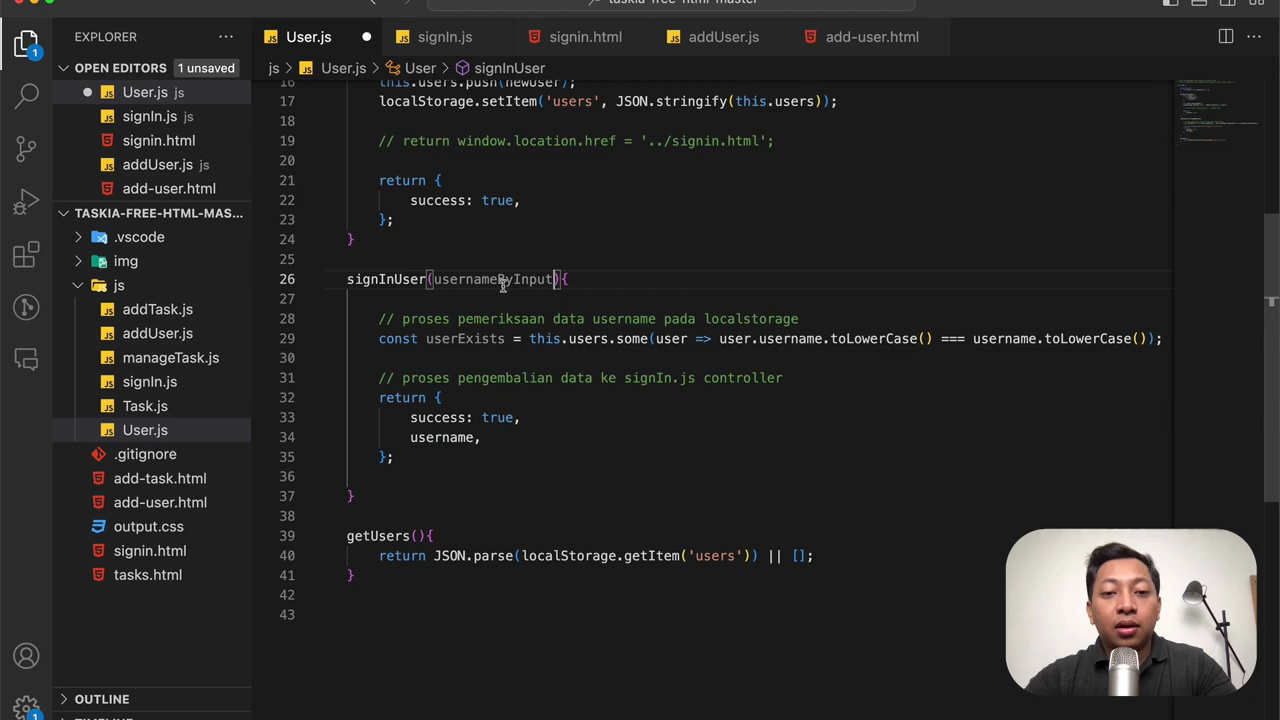 taskia-free-html-master
EXPLORER
OPEN EDITORS 1 unsaved
User.js js
signIn.js js
signin.html
addUser.js js
add-user.html
TASKIA-FREE-HTML-MAS...
.vscode
img
js
addTask.js
addUser.js
manageTask.js
signIn.js
Task.js
User.js
.gitignore
add-task.html
add-user.html
output.css
signin.html
tasks.html
OUTLINE
1
1
User.js signIn.js signin.html addUser.js add-user.html
js > User.js > User > signInUser
16 this.users.push(newUser);
17 localStorage.setItem('users', JSON.stringify(this.users));
18
19 // return window.location.href = '../signin.html';
20
21 return {
22 success: true,
23 };
24 }
25
26 signInUser(usernameByInput){
27
28 // proses pemeriksaan data username pada localstorage
29 const userExists = this.users.some(user => user.username.toLowerCase() === username.toLowerCase());
30
31 // proses pengembalian data ke signIn.js controller
32 return {
33 success: true,
34 username,
35 };
36
37 }
38
39 getUsers(){
40 return JSON.parse(localStorage.getItem('users')) || [];
41 }
42
43